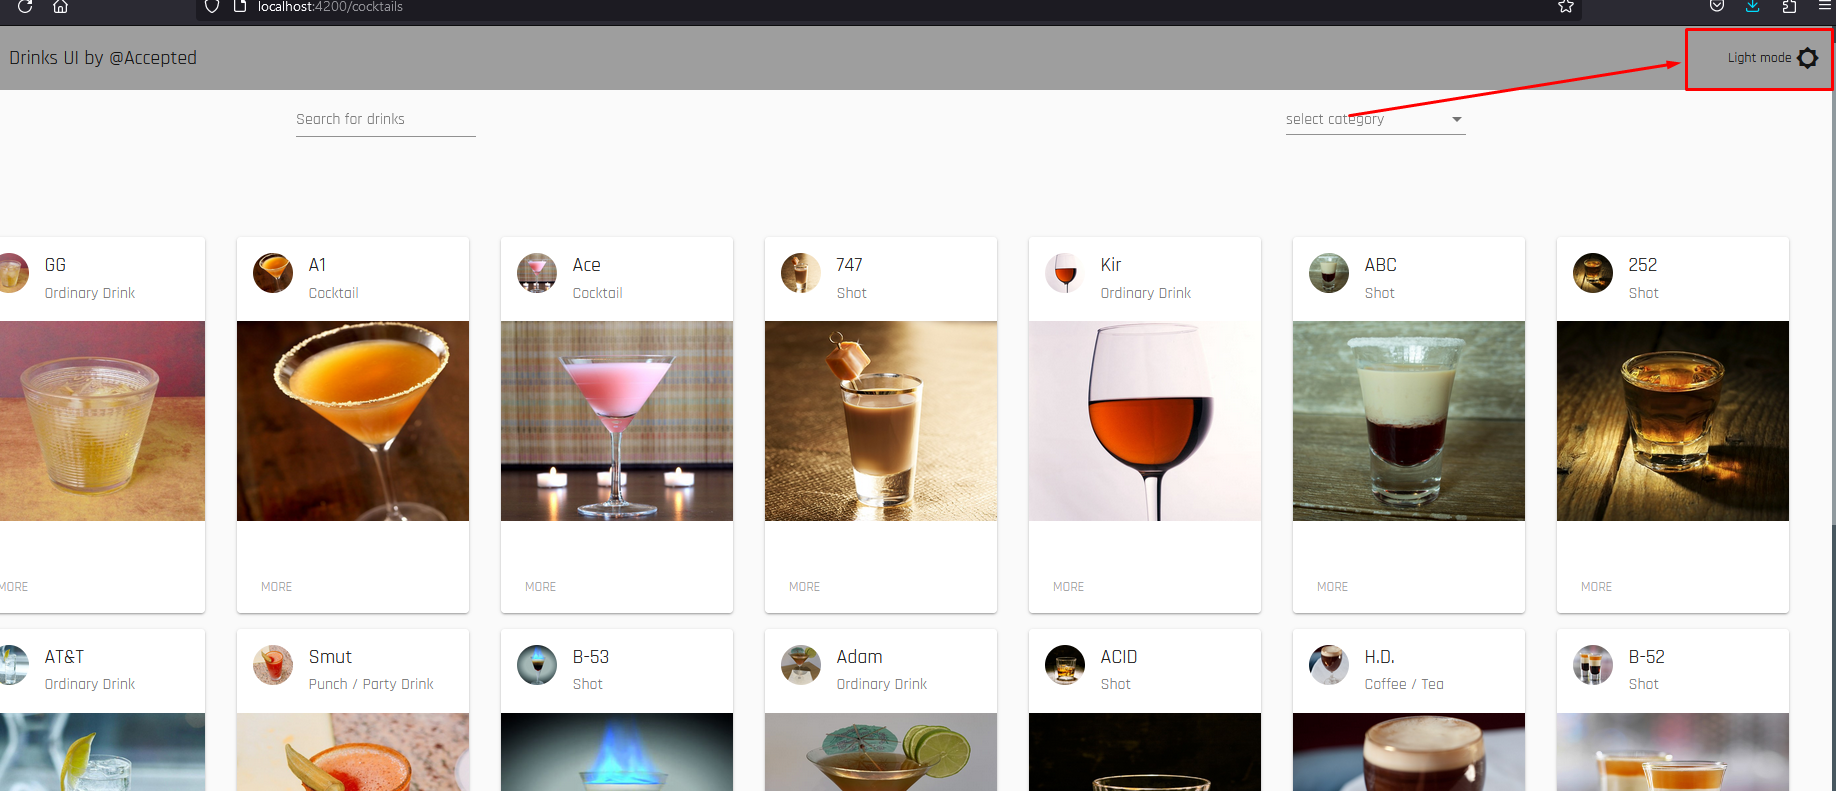 localhost:4200/cocktails
Drinks UI by @Accepted
Light mode
Search for drinks
select category
GG
Ordinary Drink
A1
Cocktail
Ace
Cocktail
747
Shot
Kir
Ordinary Drink
ABC
Shot
252
Shot
MORE
MORE
MORE
MORE
MORE
MORE
MORE
AT&T
Ordinary Drink
Smut
Punch / Party Drink
B-53
Shot
Adam
Ordinary Drink
ACID
Shot
H.D.
Coffee / Tea
B-52
Shot